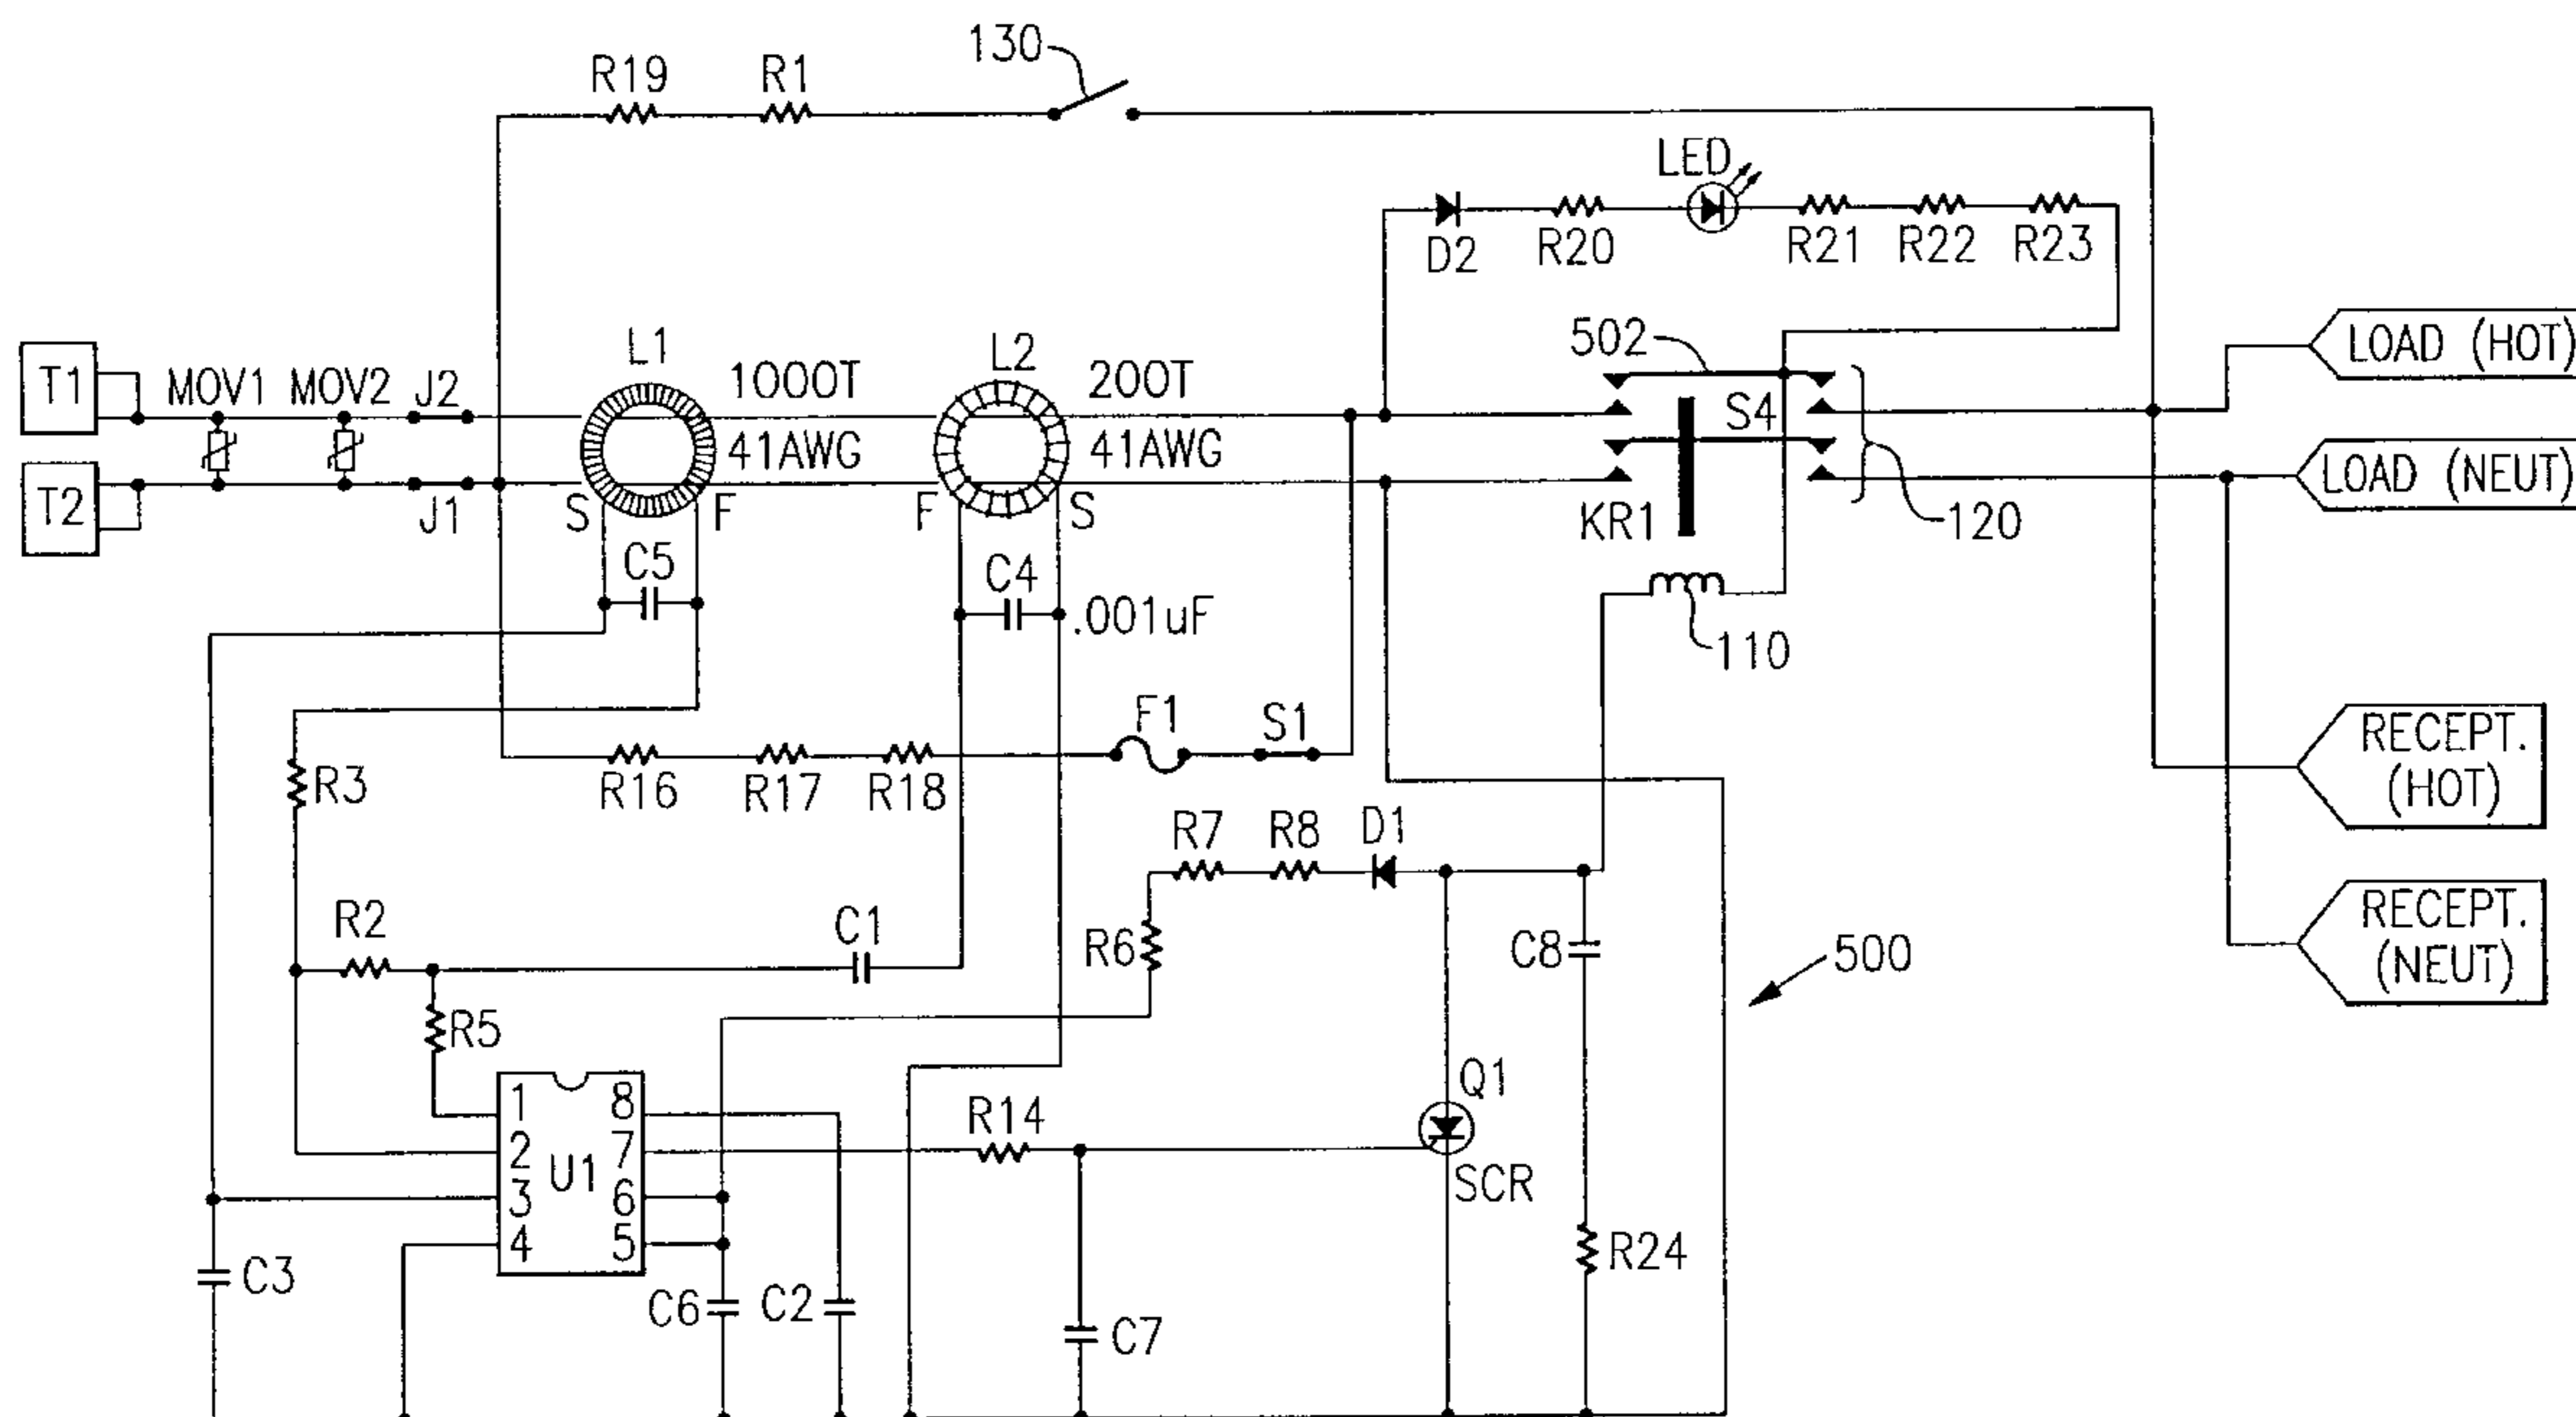 130
R19 R1
LED
D2 R20 R21 R22 R23
502
LOAD (HOT)
T1 MOV1 MOV2 J2 L1 1000T L2 200T
S4
41AWG 41AWG
LOAD (NEUT)
T2 J1 S F F S KR1 120
C5 C4 .001uF
110
F1 S1
RECEPT.
(HOT)
R3 R16 R17 R18
R7 R8 D1
R2 C1 R6 C8 500
RECEPT.
(NEUT)
R5
Q1
1 8 R14
2 7
U1 SCR
3 6
4 5 R24
C3 C6 C2 C7